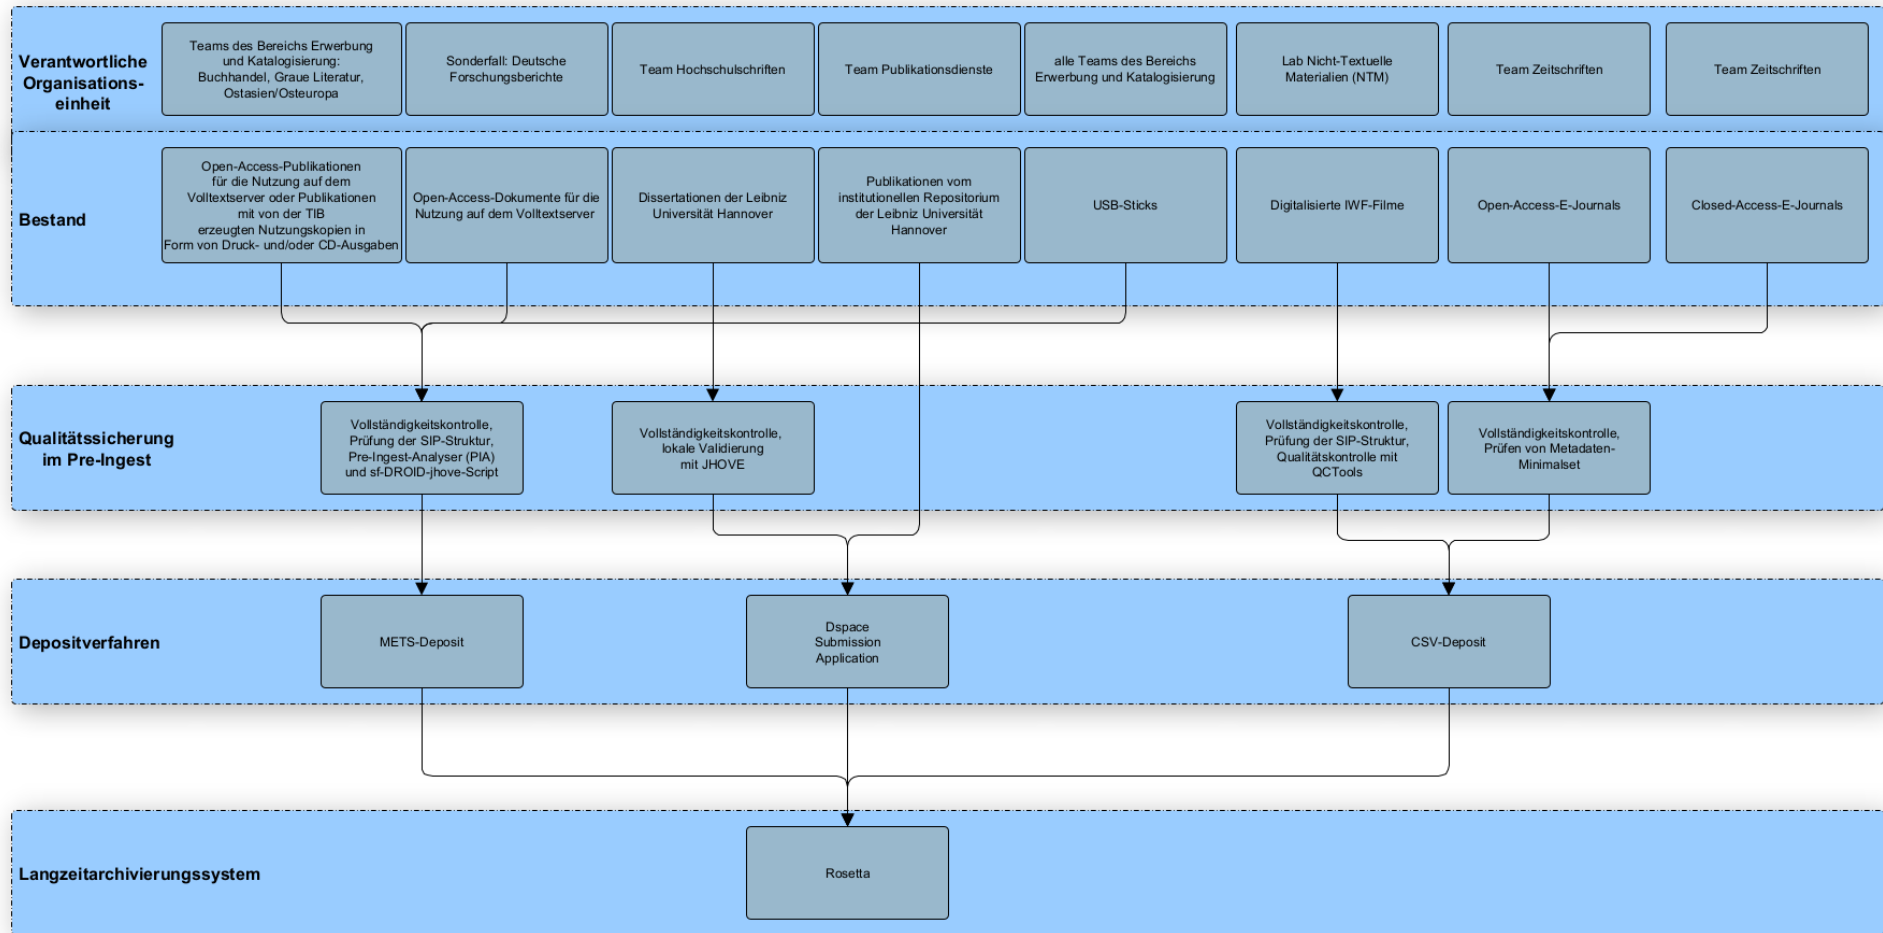 Verantwortliche
Organisations-
einheit
Teams des Bereichs Erwerbung
und Katalogisierung:
Buchhandel, Graue Literatur,
Ostasien/Osteuropa
Sonderfall: Deutsche
Forschungsberichte
Team Hochschulschriften
Team Publikationsdienste
alle Teams des Bereichs
Erwerbung und Katalogisierung
Lab Nicht-Textuelle
Materialien (NTM)
Team Zeitschriften
Team Zeitschriften
Bestand
Open-Access-Publikationen
für die Nutzung auf dem
Volltextserver oder Publikationen
mit von der TIB
erzeugten Nutzungskopien in
Form von Druck- und/oder CD-Ausgaben
Open-Access-Dokumente für die
Nutzung auf dem Volltextserver
Dissertationen der Leibniz
Universität Hannover
Publikationen vom
institutionellen Repositorium
der Leibniz Universität
Hannover
USB-Sticks
Digitalisierte IWF-Filme
Open-Access-E-Journals
Closed-Access-E-Journals
Qualitätssicherung
im Pre-Ingest
Vollständigkeitskontrolle,
Prüfung der SIP-Struktur,
Pre-Ingest-Analyser (PIA)
und sf-DROID-jhove-Script
Vollständigkeitskontrolle,
lokale Validierung
mit JHOVE
Vollständigkeitskontrolle,
Prüfung der SIP-Struktur,
Qualitätskontrolle mit
QCTools
Vollständigkeitskontrolle,
Prüfen von Metadaten-
Minimalset
Depositverfahren
METS-Deposit
Dspace
Submission
Application
CSV-Deposit
Langzeitarchivierungssystem
Rosetta